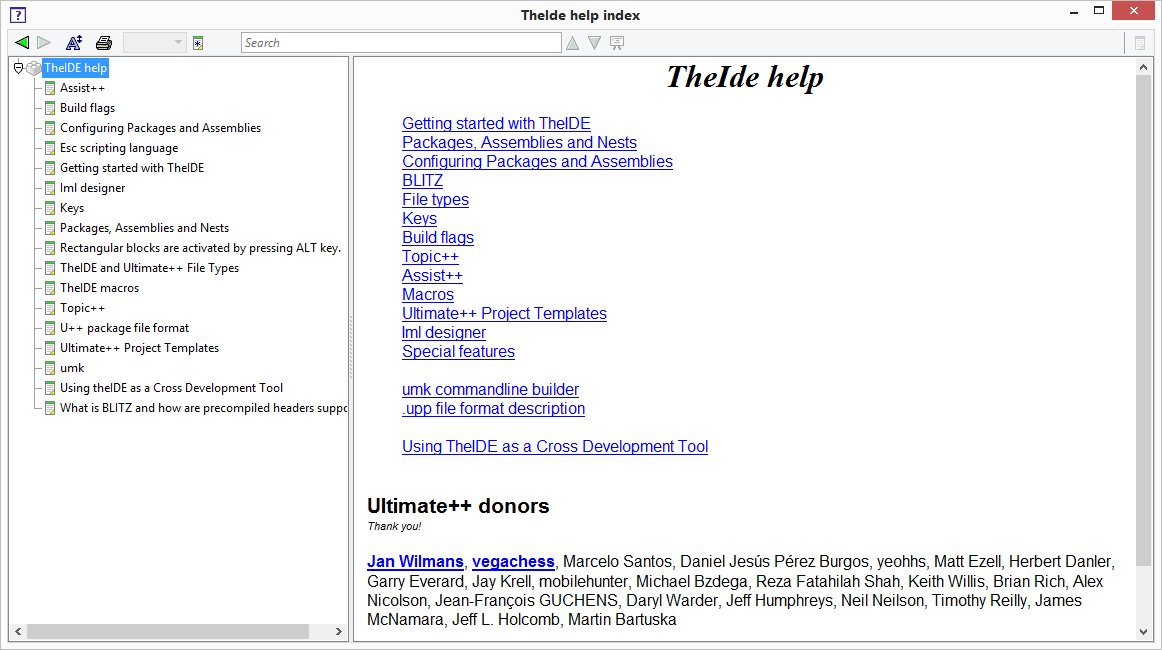 TheIde help index
Search
TheIDE help
Assist++
Build flags
Configuring Packages and Assemblies
Esc scripting language
Getting started with TheIDE
Iml designer
Keys
Packages, Assemblies and Nests
Rectangular blocks are activated by pressing ALT key.
TheIDE and Ultimate++ File Types
TheIDE macros
Topic++
U++ package file format
Ultimate++ Project Templates
umk
Using theIDE as a Cross Development Tool
What is BLITZ and how are precompiled headers suppo
TheIde help
Getting started with TheIDE
Packages, Assemblies and Nests
Configuring Packages and Assemblies
BLITZ
File types
Keys
Build flags
Topic++
Assist++
Macros
Ultimate++ Project Templates
Iml designer
Special features
umk commandline builder
.upp file format description
Using TheIDE as a Cross Development Tool
Ultimate++ donors
Thank you!
Jan Wilmans, vegachess, Marcelo Santos, Daniel Jesús Pérez Burgos, yeohhs, Matt Ezell, Herbert Danler,
Garry Everard, Jay Krell, mobilehunter, Michael Bzdega, Reza Fatahilah Shah, Keith Willis, Brian Rich, Alex
Nicolson, Jean-François GUCHENS, Daryl Warder, Jeff Humphreys, Neil Neilson, Timothy Reilly, James
McNamara, Jeff L. Holcomb, Martin Bartuska